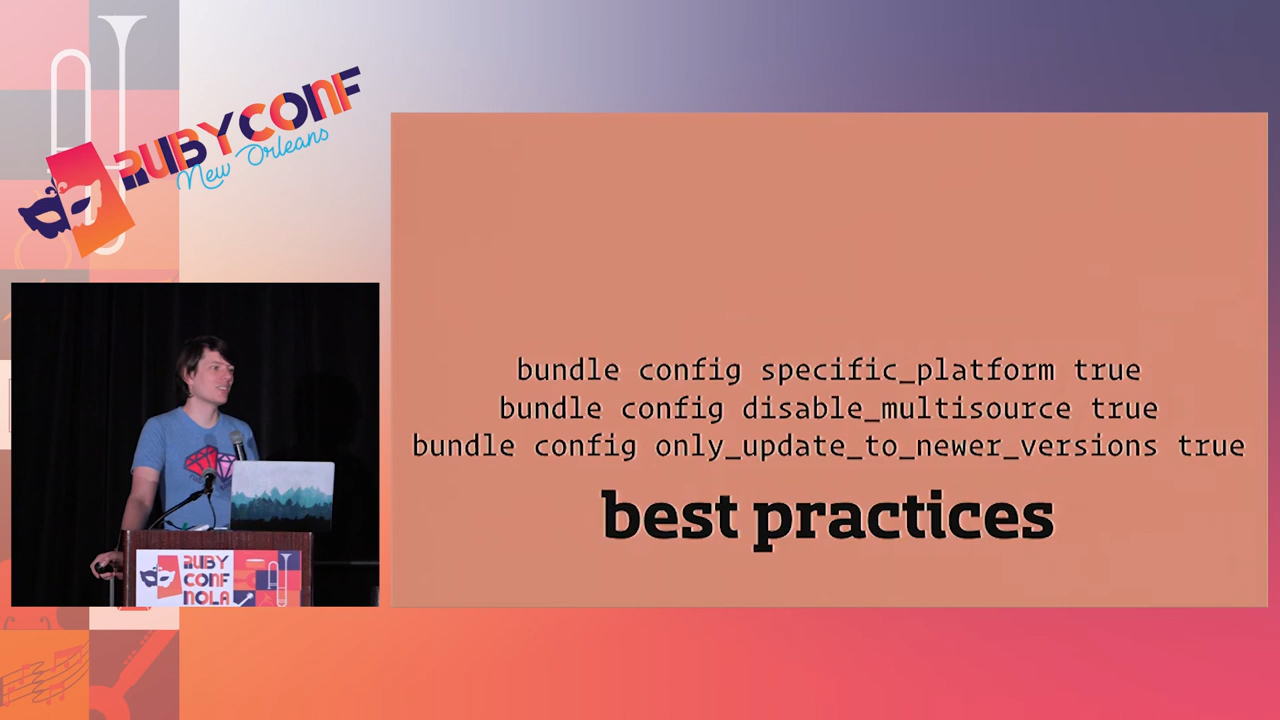 RUBYCONF
New Orleans
bundle config specific_platform true
bundle config disable_multisource true
bundle config only_update_to_newer_versions true
best practices
RUBY
CONF
NOLA